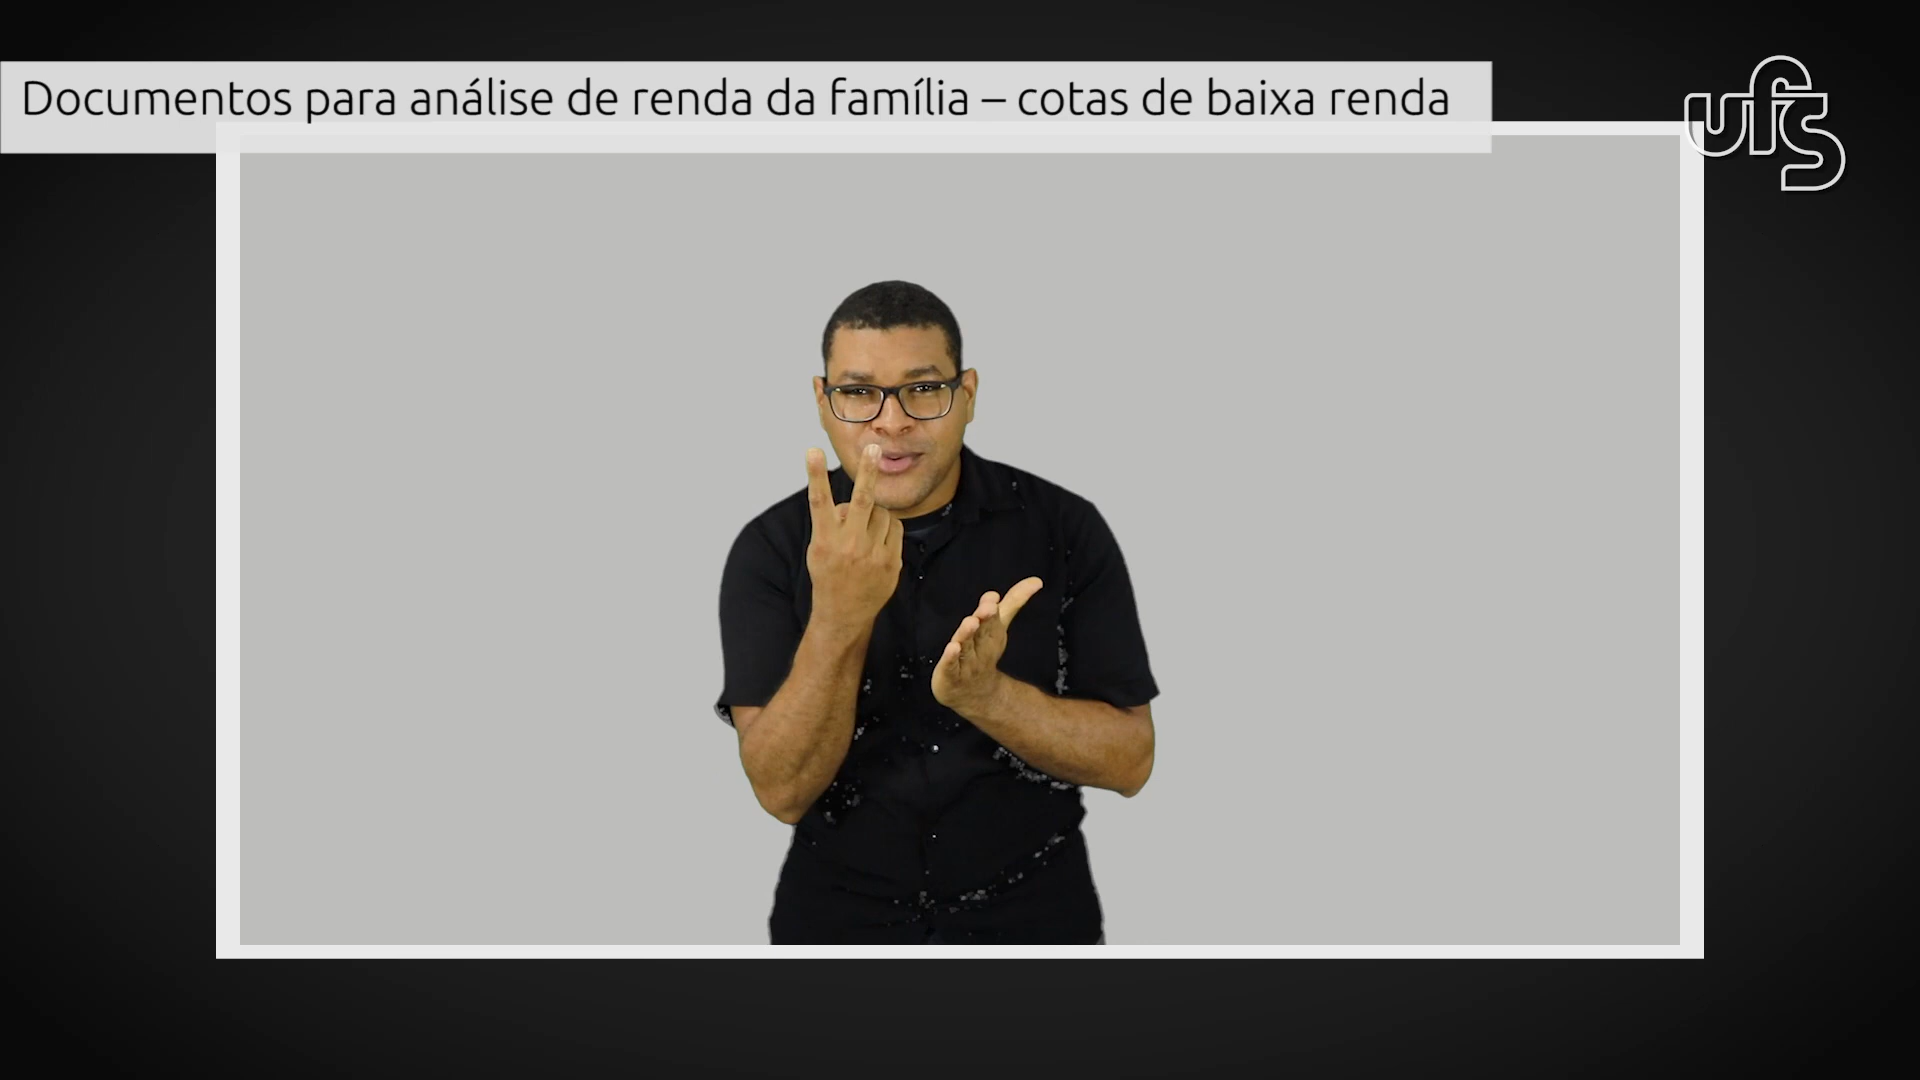 Documentos para análise de renda da família – cotas de baixa renda
ufs